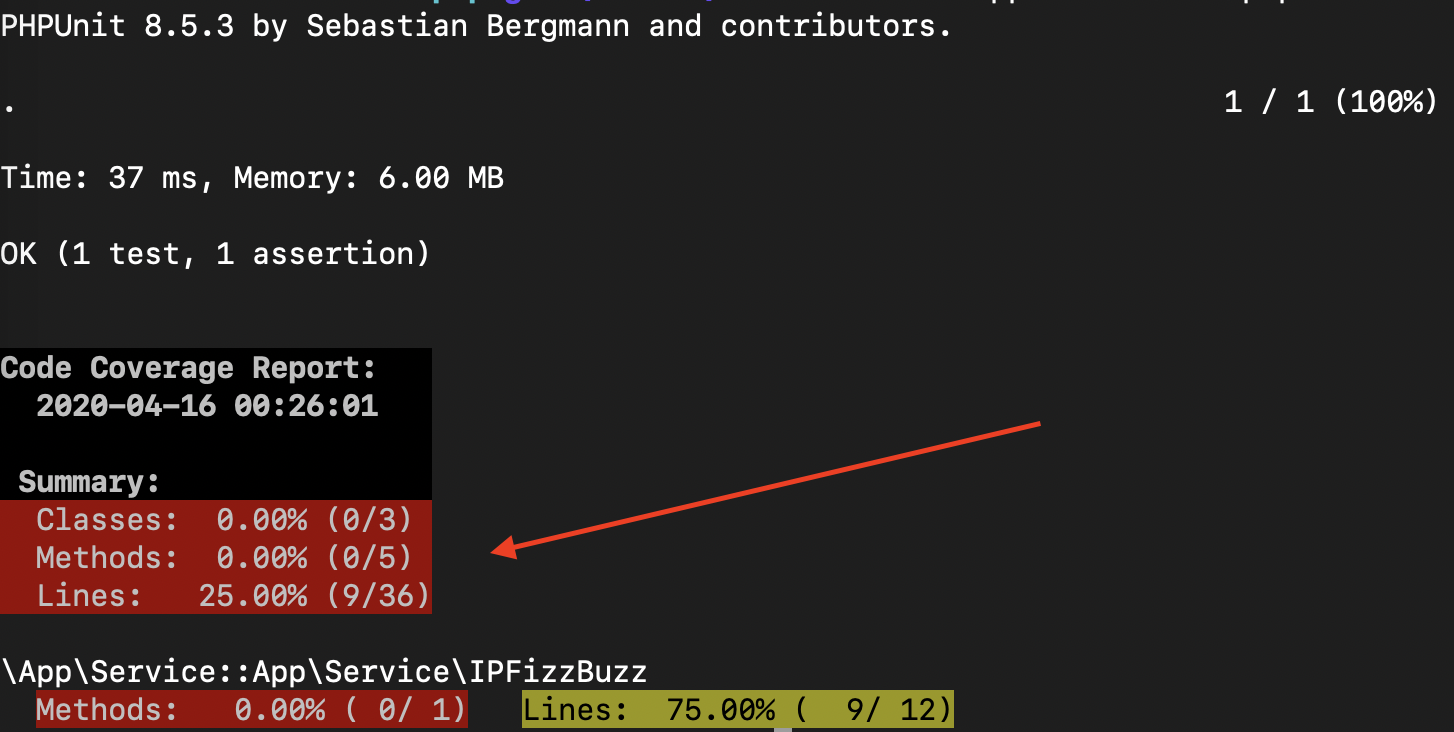 PHPUnit 8.5.3 by Sebastian Bergmann and contributors.
. 1 / 1 (100%)
Time: 37 ms, Memory: 6.00 MB
OK (1 test, 1 assertion)
Code Coverage Report:
2020-04-16 00:26:01
Summary:
Classes: 0.00% (0/3)
Methods: 0.00% (0/5)
Lines: 25.00% (9/36)
\App\Service::App\Service\IPFizzBuzz
Methods: 0.00% ( 0/ 1) Lines: 75.00% ( 9/ 12)